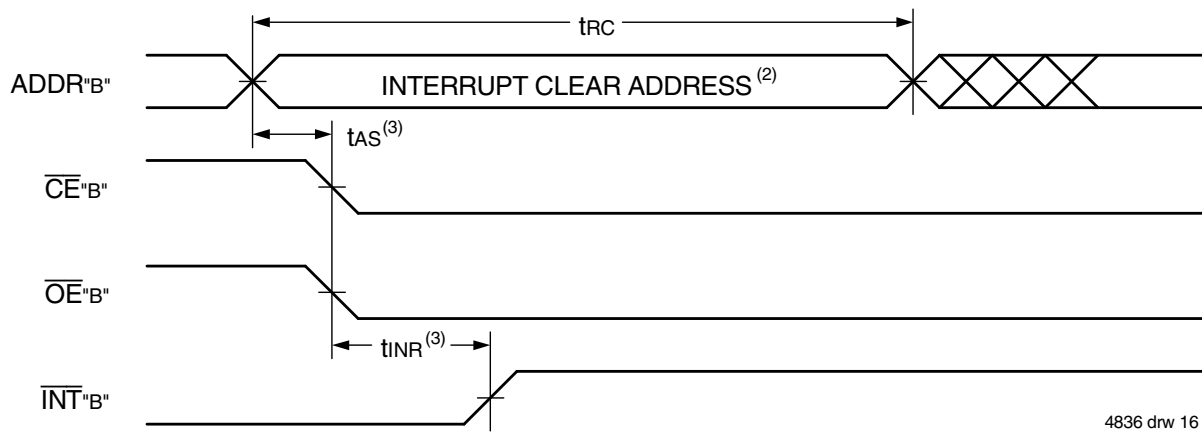 tRC
ADDR"B"
INTERRUPT CLEAR ADDRESS(2)
tAS(3)
CE"B"
OE"B"
tINR(3)
INT"B"
4836 drw 16